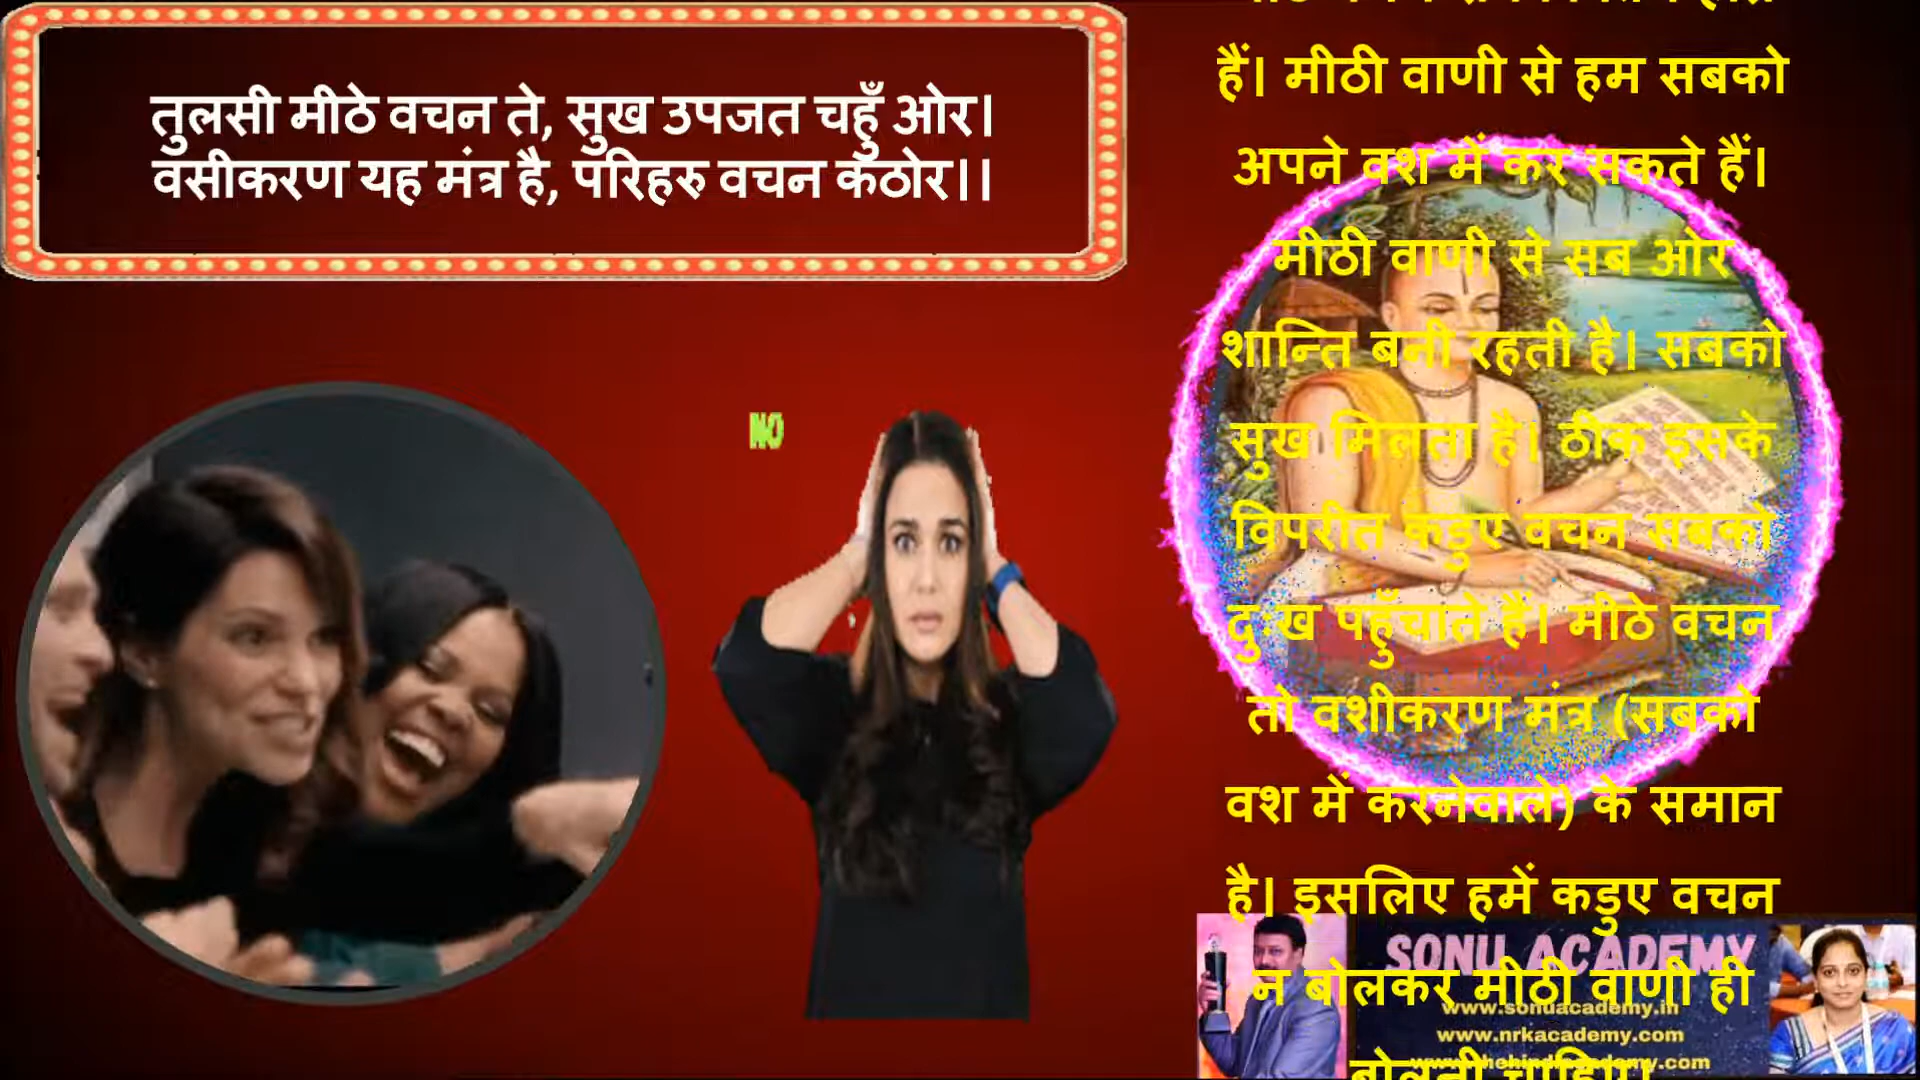 तुलसी मीठे वचन ते, सुख उपजत चहुँ ओर।
वसीकरण यह मंत्र है, परिहरु वचन कठोर।।
NO
हैं। मीठी वाणी से हम सबको
अपने वश में कर सकते हैं।
मीठी वाणी से सब ओर
शान्ति बनी रहती है। सबको
सुख मिलता है। ठीक इसके
विपरीत कडुए वचन सबको
दुःख पहुँचाते हैं। मीठे वचन
तो वशीकरण मंत्र (सबको
वश में करनेवाले) के समान
है। इसलिए हमें कडुए वचन
न बोलकर मीठी वाणी ही
बोलनी चाहिए।
SONU ACADEMY
www.sonuacademy.in
www.nrkacademy.com